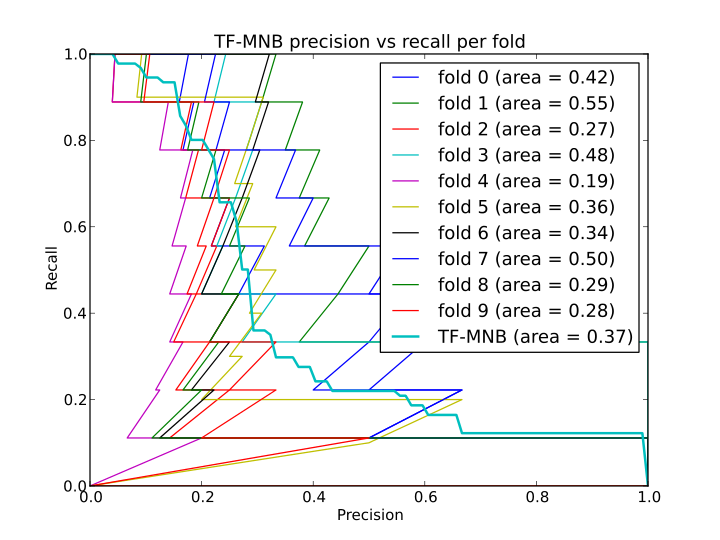 TF-MNB precision vs recall per fold
1.0
0.8
0.6
0.4
0.2
0.0
Recall
fold 0 (area = 0.42)
fold 1 (area = 0.55)
fold 2 (area = 0.27)
fold 3 (area = 0.48)
fold 4 (area = 0.19)
fold 5 (area = 0.36)
fold 6 (area = 0.34)
fold 7 (area = 0.50)
fold 8 (area = 0.29)
fold 9 (area = 0.28)
TF-MNB (area = 0.37)
0.0 0.2 0.4 0.6 0.8 1.0
Precision